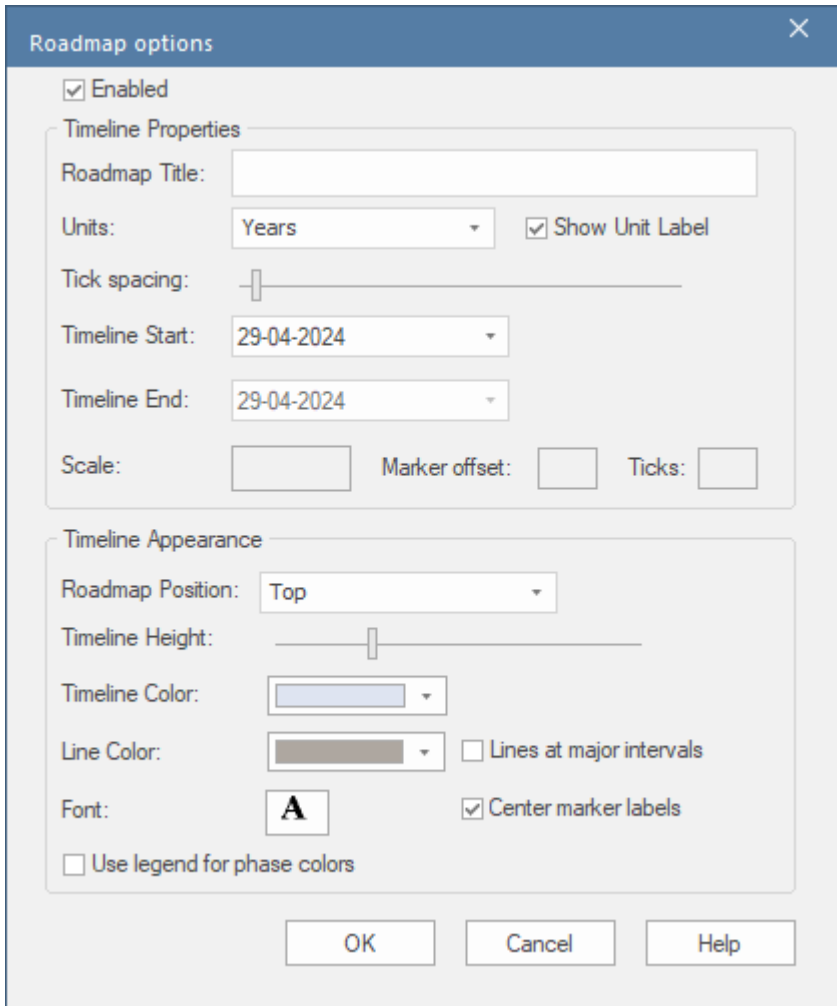 Roadmap options
Enabled
Timeline Properties
Roadmap Title:
Units: Years Show Unit Label
Tick spacing:
Timeline Start: 29-04-2024
Timeline End: 29-04-2024
Scale: Marker offset: Ticks:
Timeline Appearance
Roadmap Position: Top
Timeline Height:
Timeline Color:
Line Color: Lines at major intervals
Font: A Center marker labels
Use legend for phase colors
OK Cancel Help